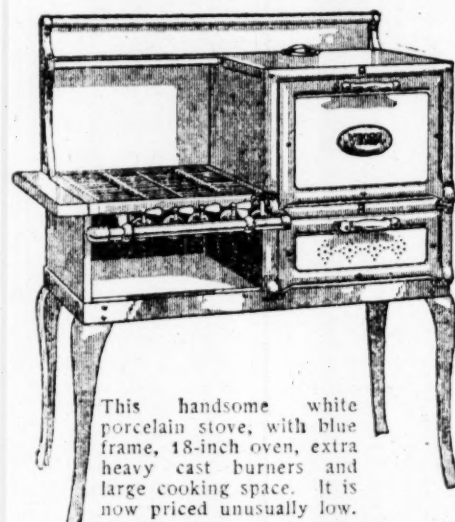 This handsome white
porcelain stove, with blue
frame, 18-inch oven, extra
heavy cast burners and
large cooking space. It is
now priced unusually low.